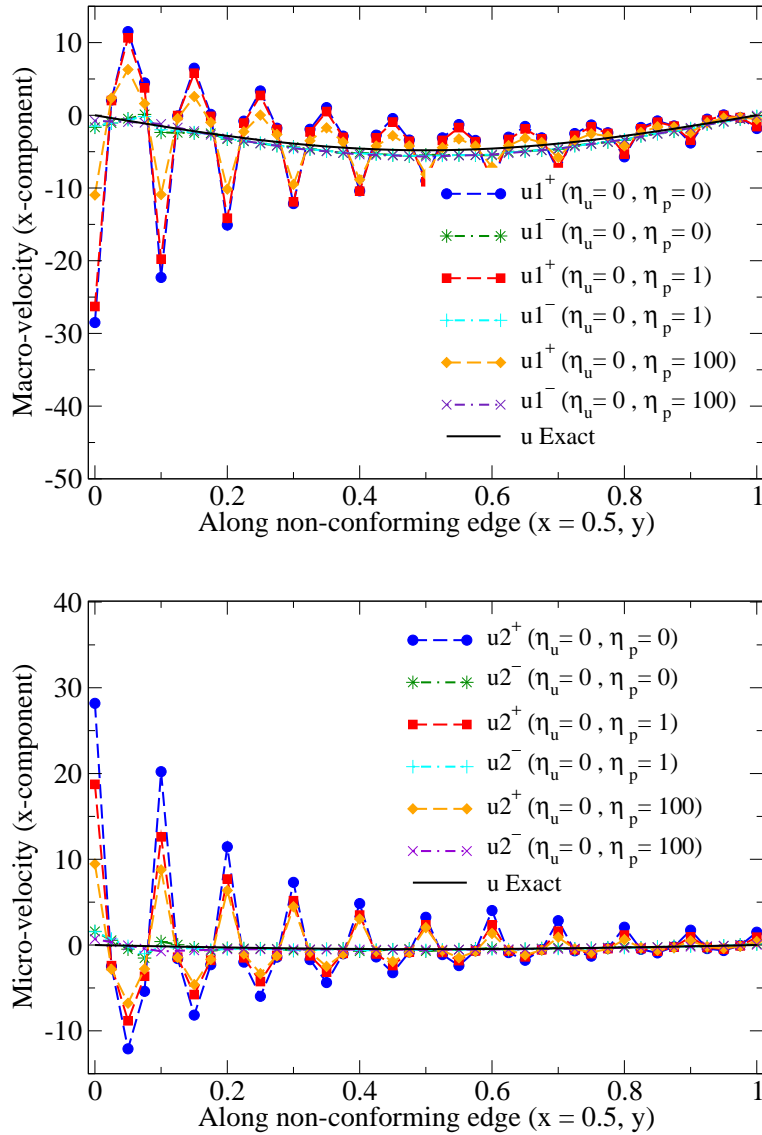 10
0
-10
-20
-30
-40
-50
Macro-velocity (x-component)
u1⁺ (η_u= 0 , η_p= 0)
u1⁻ (η_u= 0 , η_p= 0)
u1⁺ (η_u= 0 , η_p= 1)
u1⁻ (η_u= 0 , η_p= 1)
u1⁺ (η_u= 0 , η_p= 100)
u1⁻ (η_u= 0 , η_p= 100)
u Exact
0 0.2 0.4 0.6 0.8 1
Along non-conforming edge (x = 0.5, y)
40
30
20
10
0
-10
Micro-velocity (x-component)
u2⁺ (η_u= 0 , η_p= 0)
u2⁻ (η_u= 0 , η_p= 0)
u2⁺ (η_u= 0 , η_p= 1)
u2⁻ (η_u= 0 , η_p= 1)
u2⁺ (η_u= 0 , η_p= 100)
u2⁻ (η_u= 0 , η_p= 100)
u Exact
0 0.2 0.4 0.6 0.8 1
Along non-conforming edge (x = 0.5, y)